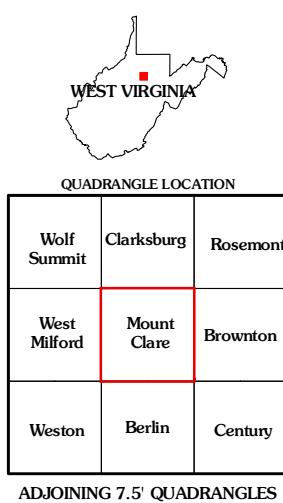 WEST VIRGINIA
QUADRANGLE LOCATION
Wolf
Summit
Clarksburg
Rosemont
West
Milford
Mount
Clare
Brownton
Weston
Berlin
Century
ADJOINING 7.5' QUADRANGLES